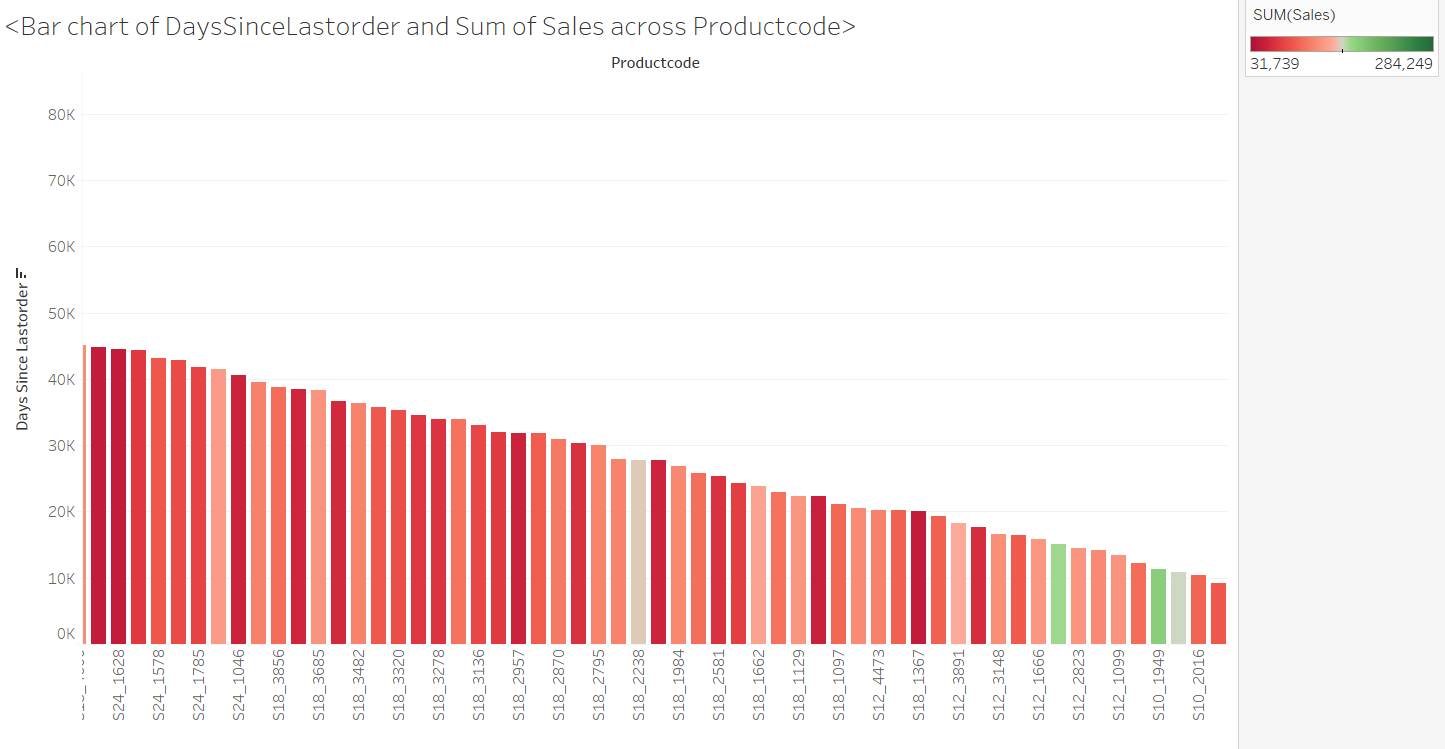 <Bar chart of DaysSinceLastorder and Sum of Sales across Productcode>
SUM(Sales)
31,739
284,249
Productcode
Days Since Lastorder
80K
70K
60K
50K
40K
30K
20K
10K
0K
S24_1628
S24_1578
S24_1785
S24_1046
S18_3856
S18_3685
S18_3482
S18_3320
S18_3278
S18_3136
S18_2957
S18_2870
S18_2795
S18_2238
S18_1984
S18_2581
S18_1662
S18_1129
S18_1097
S12_4473
S18_1367
S12_3891
S12_3148
S12_1666
S12_2823
S12_1099
S10_1949
S10_2016